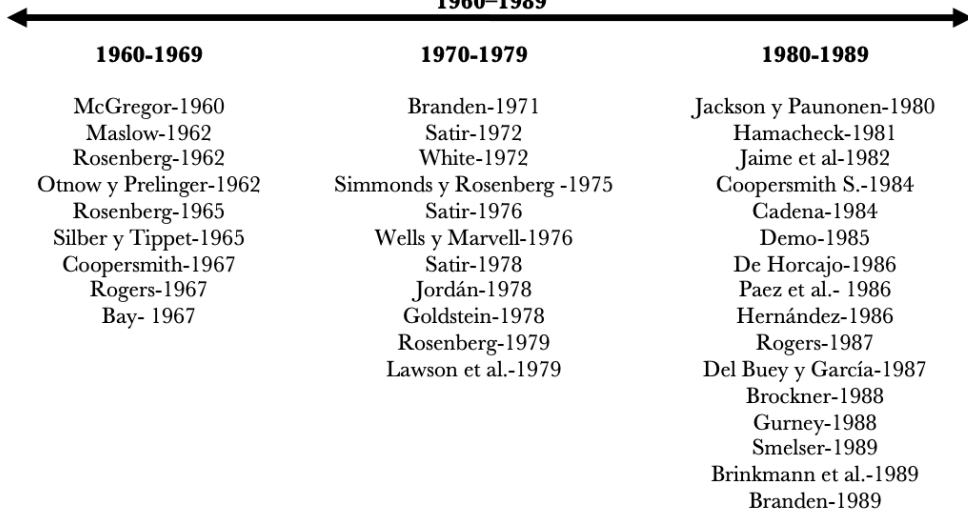 1960–1989
1960-1969
McGregor-1960
Maslow-1962
Rosenberg-1962
Otnow y Prelinger-1962
Rosenberg-1965
Silber y Tippet-1965
Coopersmith-1967
Rogers-1967
Bay- 1967
1970-1979
Branden-1971
Satir-1972
White-1972
Simmonds y Rosenberg -1975
Satir-1976
Wells y Marvell-1976
Satir-1978
Jordán-1978
Goldstein-1978
Rosenberg-1979
Lawson et al.-1979
1980-1989
Jackson y Paunonen-1980
Hamacheck-1981
Jaime et al-1982
Coopersmith S.-1984
Cadena-1984
Demo-1985
De Horcajo-1986
Paez et al.- 1986
Hernández-1986
Rogers-1987
Del Buey y García-1987
Brockner-1988
Gurney-1988
Smelser-1989
Brinkmann et al.-1989
Branden-1989